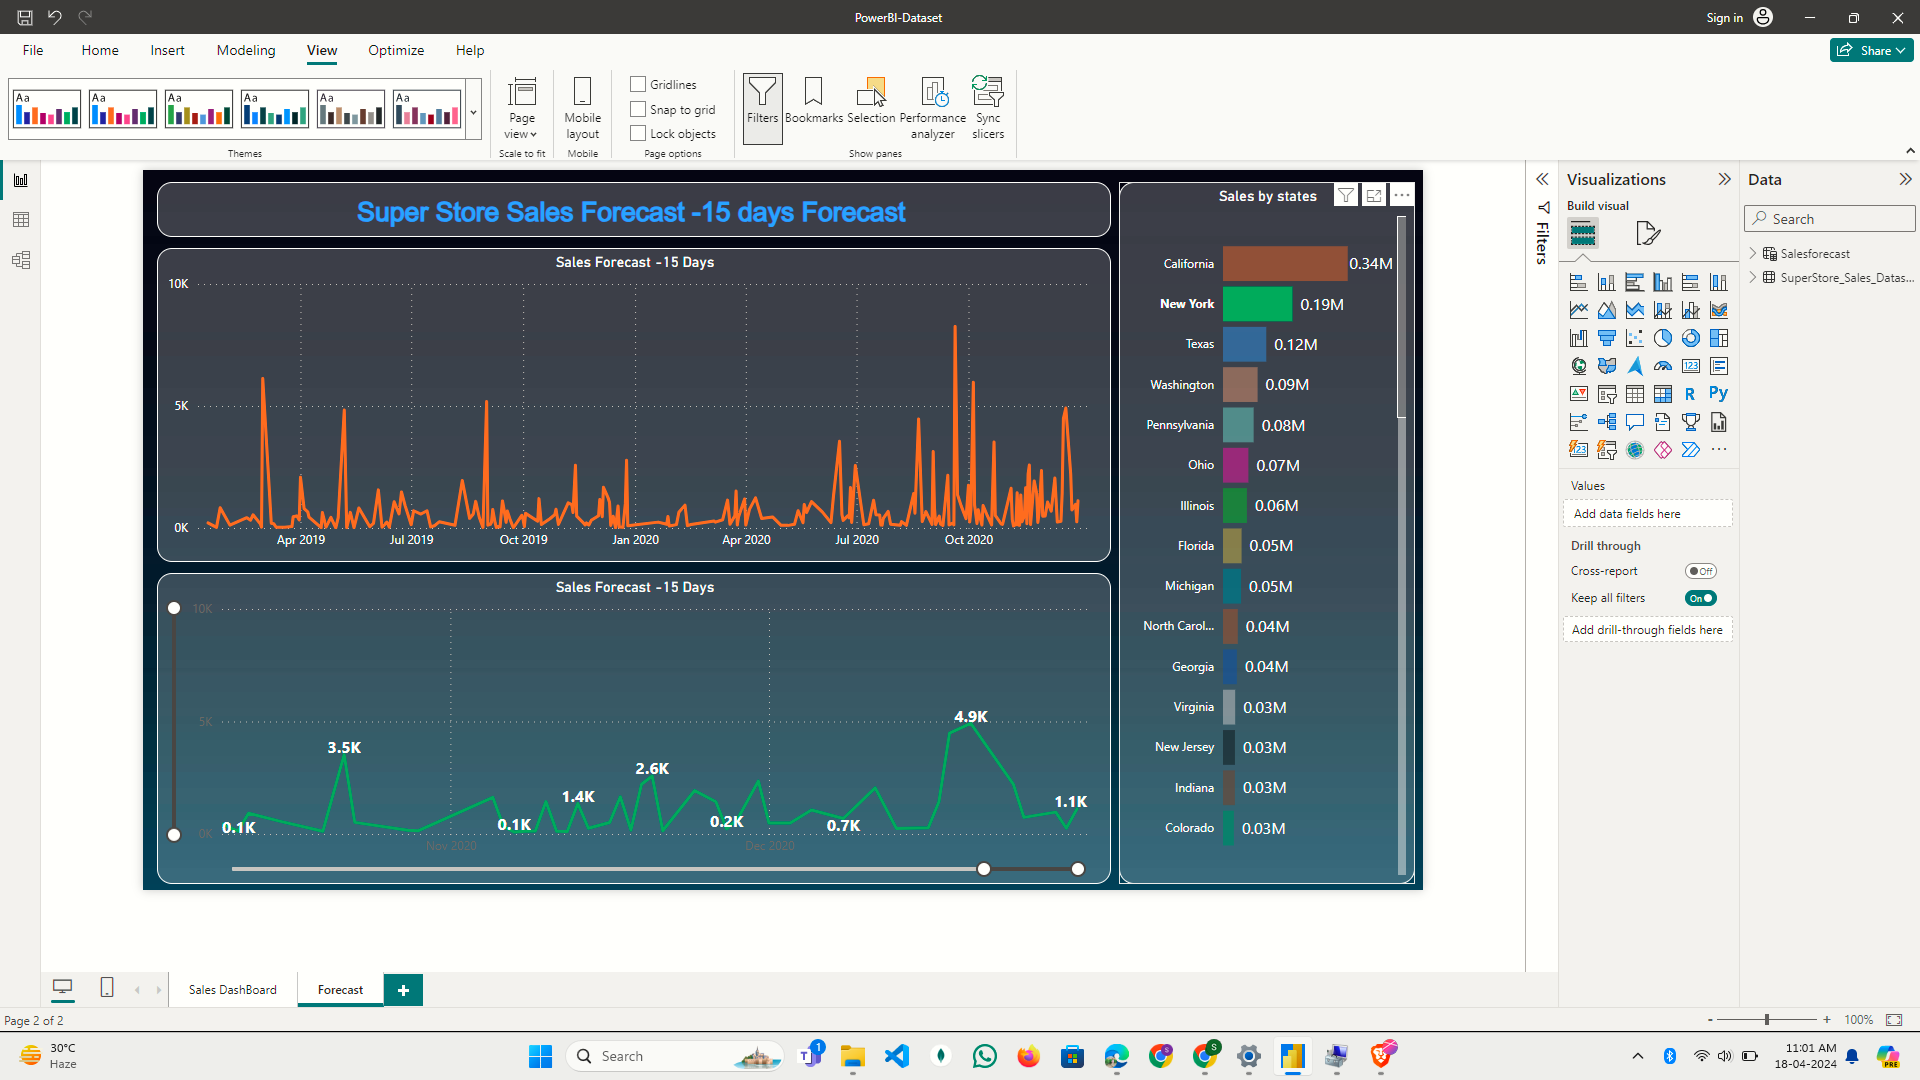 PowerBI-Dataset
Sign in
File
Home
Insert
Modeling
View
Optimize
Help
Share
Aa
Aa
Aa
Aa
Aa
Aa
Themes
Page
view
Scale to fit
Mobile
layout
Mobile
Gridlines
Snap to grid
Lock objects
Page options
Filters
Bookmarks
Selection
Performance
analyzer
Sync
slicers
Show panes
Super Store Sales Forecast -15 days Forecast
Sales Forecast -15 Days
10K
5K
0K
Apr 2019
Jul 2019
Oct 2019
Jan 2020
Apr 2020
Jul 2020
Oct 2020
Sales Forecast -15 Days
10K
5K
0K
0.1K
3.5K
0.1K
1.4K
2.6K
0.2K
0.7K
4.9K
1.1K
Nov 2020
Dec 2020
Sales by states
California 0.34M
New York 0.19M
Texas 0.12M
Washington 0.09M
Pennsylvania 0.08M
Ohio 0.07M
Illinois 0.06M
Florida 0.05M
Michigan 0.05M
North Carol... 0.04M
Georgia 0.04M
Virginia 0.03M
New Jersey 0.03M
Indiana 0.03M
Colorado 0.03M
Filters
Visualizations
Build visual
123
R
Py
123
Values
Add data fields here
Drill through
Cross-report
Off
Keep all filters
On
Add drill-through fields here
Data
Search
Salesforecast
SuperStore_Sales_Datas...
Sales DashBoard
Forecast
Page 2 of 2
- + 100%
30°C
Haze
Search
1
S
S
11:01 AM
18-04-2024
PRE